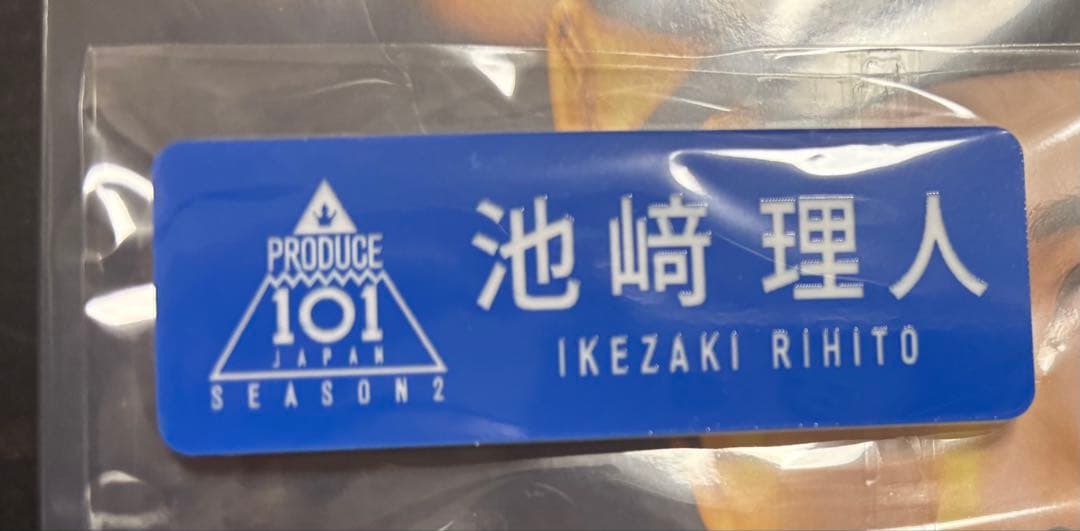 PRODUCE
101
JAPAN
SEASON2
池﨑理人
IKEZAKI RIHITO